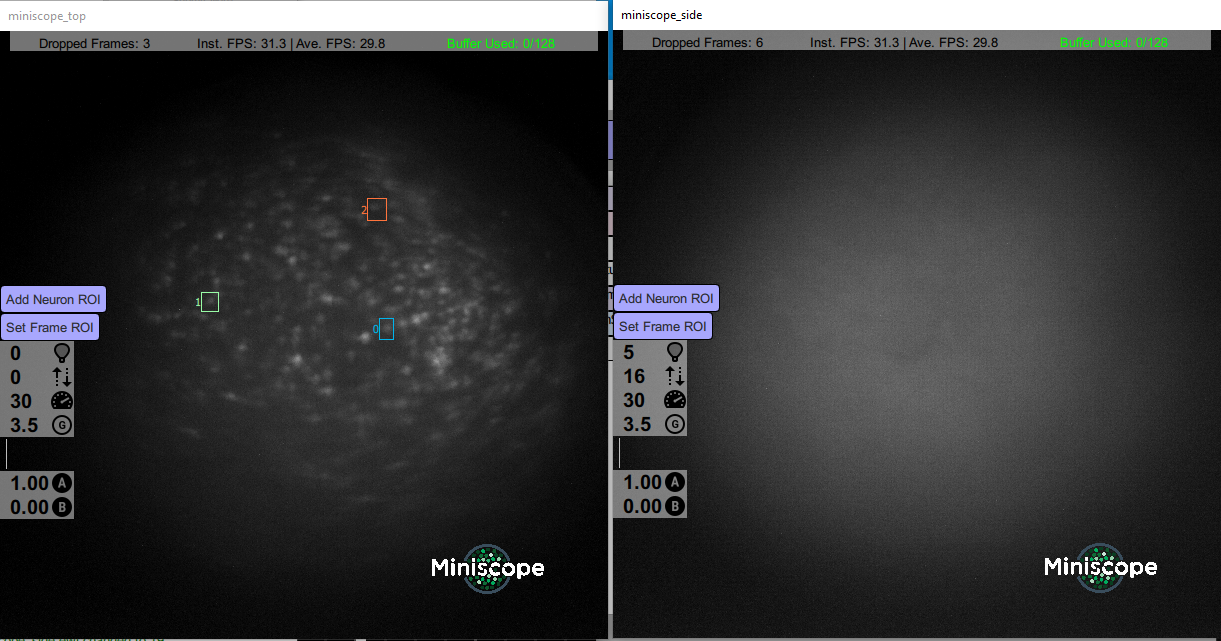 miniscope_top
Dropped Frames: 3 Inst. FPS: 31.3 | Ave. FPS: 29.8 Buffer Used: 0/128
2
1
0
Add Neuron ROI
Set Frame ROI
0
0
30
3.5 G
1.00 A
0.00 B
Miniscope
miniscope_side
Dropped Frames: 6 Inst. FPS: 31.3 | Ave. FPS: 29.8 Buffer Used: 0/128
Add Neuron ROI
Set Frame ROI
5
16
30
3.5 G
1.00 A
0.00 B
Miniscope